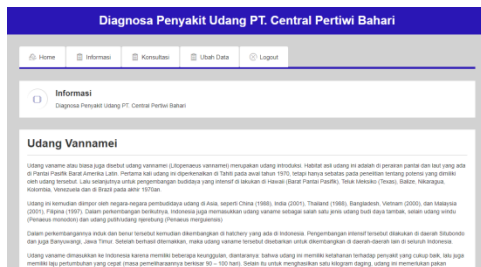 Diagnosa Penyakit Udang PT. Central Pertiwi Bahari
Home Informasi Konsultasi Ubah Data Logout
Informasi
Diagnosa Penyakit Udang PT. Central Pertiwi Bahari
Udang Vannamei
Udang vaname atau biasa juga disebut udang vannamei (Litopenaeus vannamei) merupakan udang introduksi. Habitat asli udang ini adalah di perairan pantai dan laut yang ada
di Pantai Pasifik Barat Amerika Latin. Pertama kali udang ini diperkenalkan di Tahiti pada awal tahun 1970, tetapi hanya sebatas pada penelitian tentang potensi yang dimiliki
oleh udang tersebut. Lalu selanjutnya untuk pengembangan budidaya yang intensif di lakukan di Hawaii (Barat Pantai Pasifik), Teluk Meksiko (Texas), Balize, Nikaragua,
Kolombia, Venezuela dan di Brazil pada akhir 1970an.
Udang ini kemudian diimpor oleh negara-negara pembudidaya udang di Asia; seperti China (1988), India (2001), Thailand (1988), Bangladesh, Vietnam (2000), dan Malaysia
(2001), Filipina (1997). Dalam perkembangan berikutnya, Indonesia juga memasukkan udang vaname sebagai salah satu jenis udang budi daya tambak, selain udang windu
(Penaeus monodon) dan udang putih/udang njerebung (Penaeus merguiensis)
Dalam perkembangannya induk dan benur tersebut kemudian dikembangkan di hatchery yang ada di Indonesia. Pengembangan intensif tersebut dilakukan di daerah Situbondo
dan juga Banyuwangi, Jawa Timur. Setelah berhasil diternakkan, maka udang vaname tersebut disebarkan untuk dikembangkan di daerah-daerah lain di seluruh Indonesia.
Udang vaname dimasukkan ke Indonesia karena memiliki beberapa keunggulan, diantaranya: bahwa udang ini memiliki ketahanan terhadap penyakit yang cukup baik, laju juga
memiliki laju pertumbuhan yang cepat (masa pemeliharaannya berkisar 90 – 100 hari). Selain itu untuk menghasilkan satu kilogram daging, udang ini memerlukan pakan